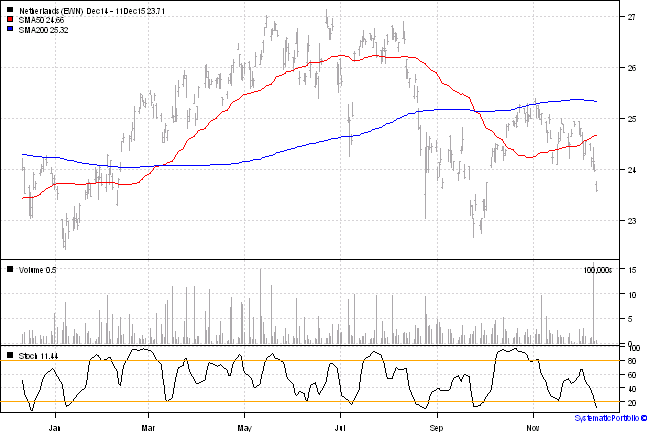 Netherlands (EWN) Dec14 - 11Dec15 23.71
SMA50 24.66
SMA200 25.32
27
26
25
24
23
Volume 0.5
100,000s
15
10
5
0
Stoch 11.44
100
80
60
40
20
Jan Mar May Jul Sep Nov
SystematicPortfolio ©